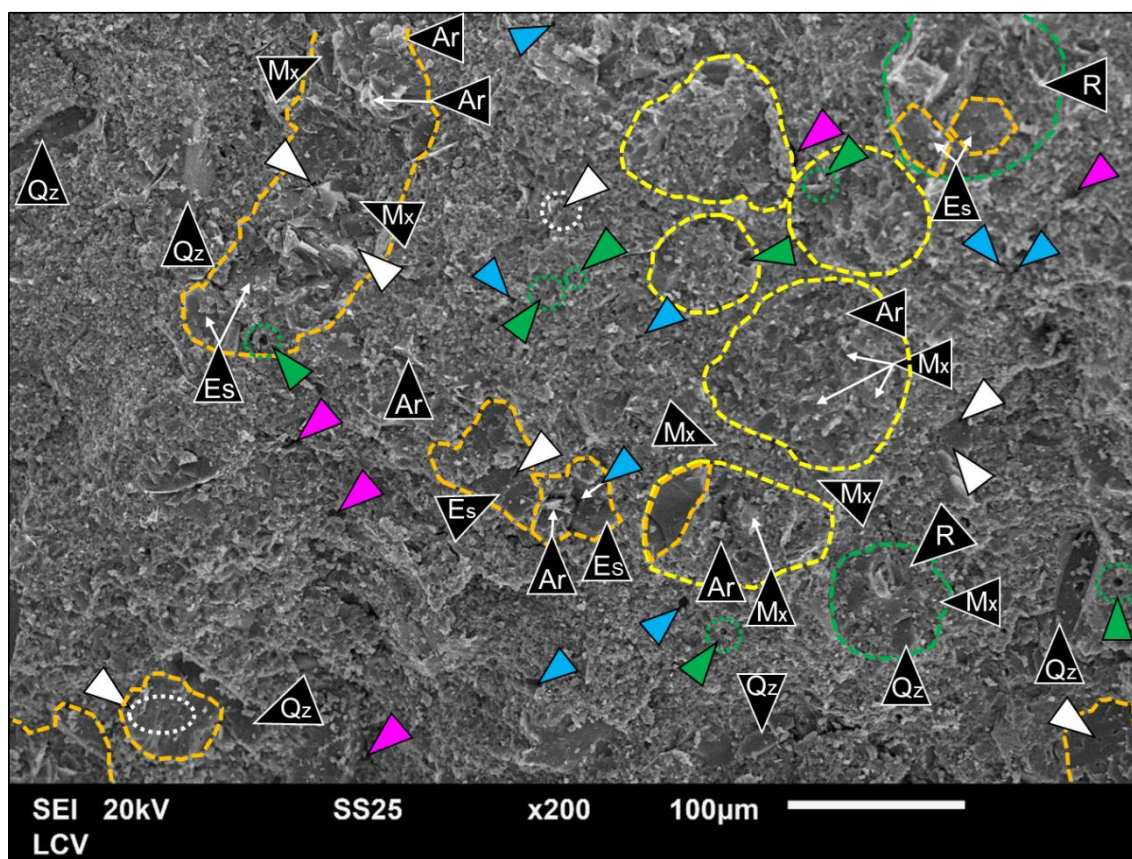 Ar
Mx
Ar
R
Qz
Mx
Qz
Es
Ar
Mx
Es
Ar
Mx
Es
Mx
Ar
Es
Ar
Mx
R
Mx
Qz
Qz
Qz
Qz
SEI 20kV SS25 x200 100μm
LCV